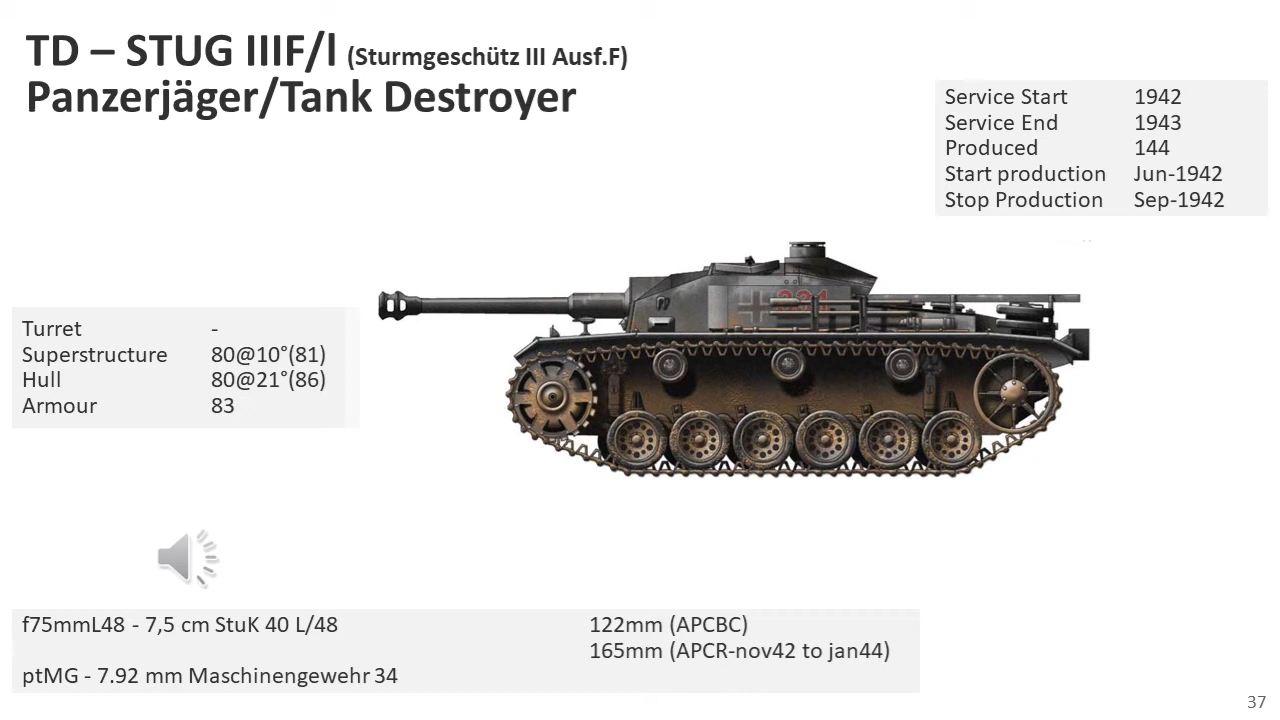 TD – STUG IIIF/l (Sturmgeschütz III Ausf.F)
Panzerjäger/Tank Destroyer
Service Start 1942
Service End 1943
Produced 144
Start production Jun-1942
Stop Production Sep-1942
Turret -
Superstructure 80@10°(81)
Hull 80@21°(86)
Armour 83
f75mmL48 - 7,5 cm StuK 40 L/48 122mm (APCBC)
165mm (APCR-nov42 to jan44)
ptMG - 7.92 mm Maschinengewehr 34
37